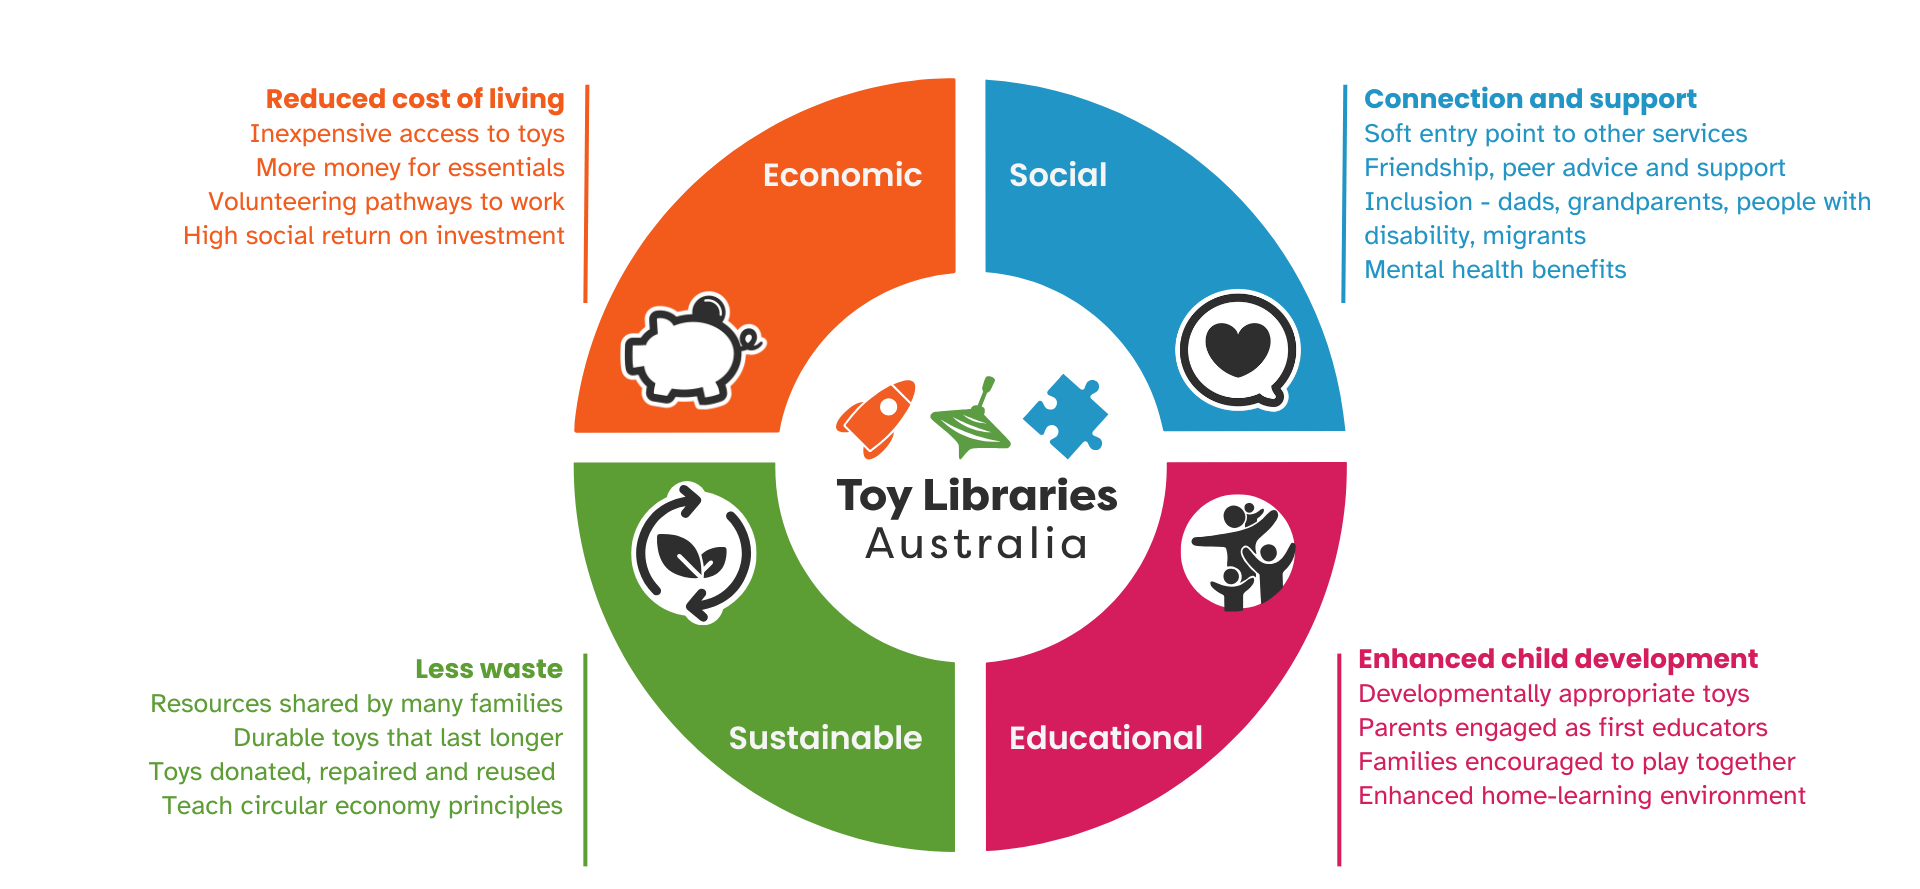 Reduced cost of living
Inexpensive access to toys
More money for essentials
Volunteering pathways to work
High social return on investment
Economic
Social
Connection and support
Soft entry point to other services
Friendship, peer advice and support
Inclusion - dads, grandparents, people with
disability, migrants
Mental health benefits
Toy Libraries
Australia
Less waste
Resources shared by many families
Durable toys that last longer
Toys donated, repaired and reused
Teach circular economy principles
Sustainable
Educational
Enhanced child development
Developmentally appropriate toys
Parents engaged as first educators
Families encouraged to play together
Enhanced home-learning environment